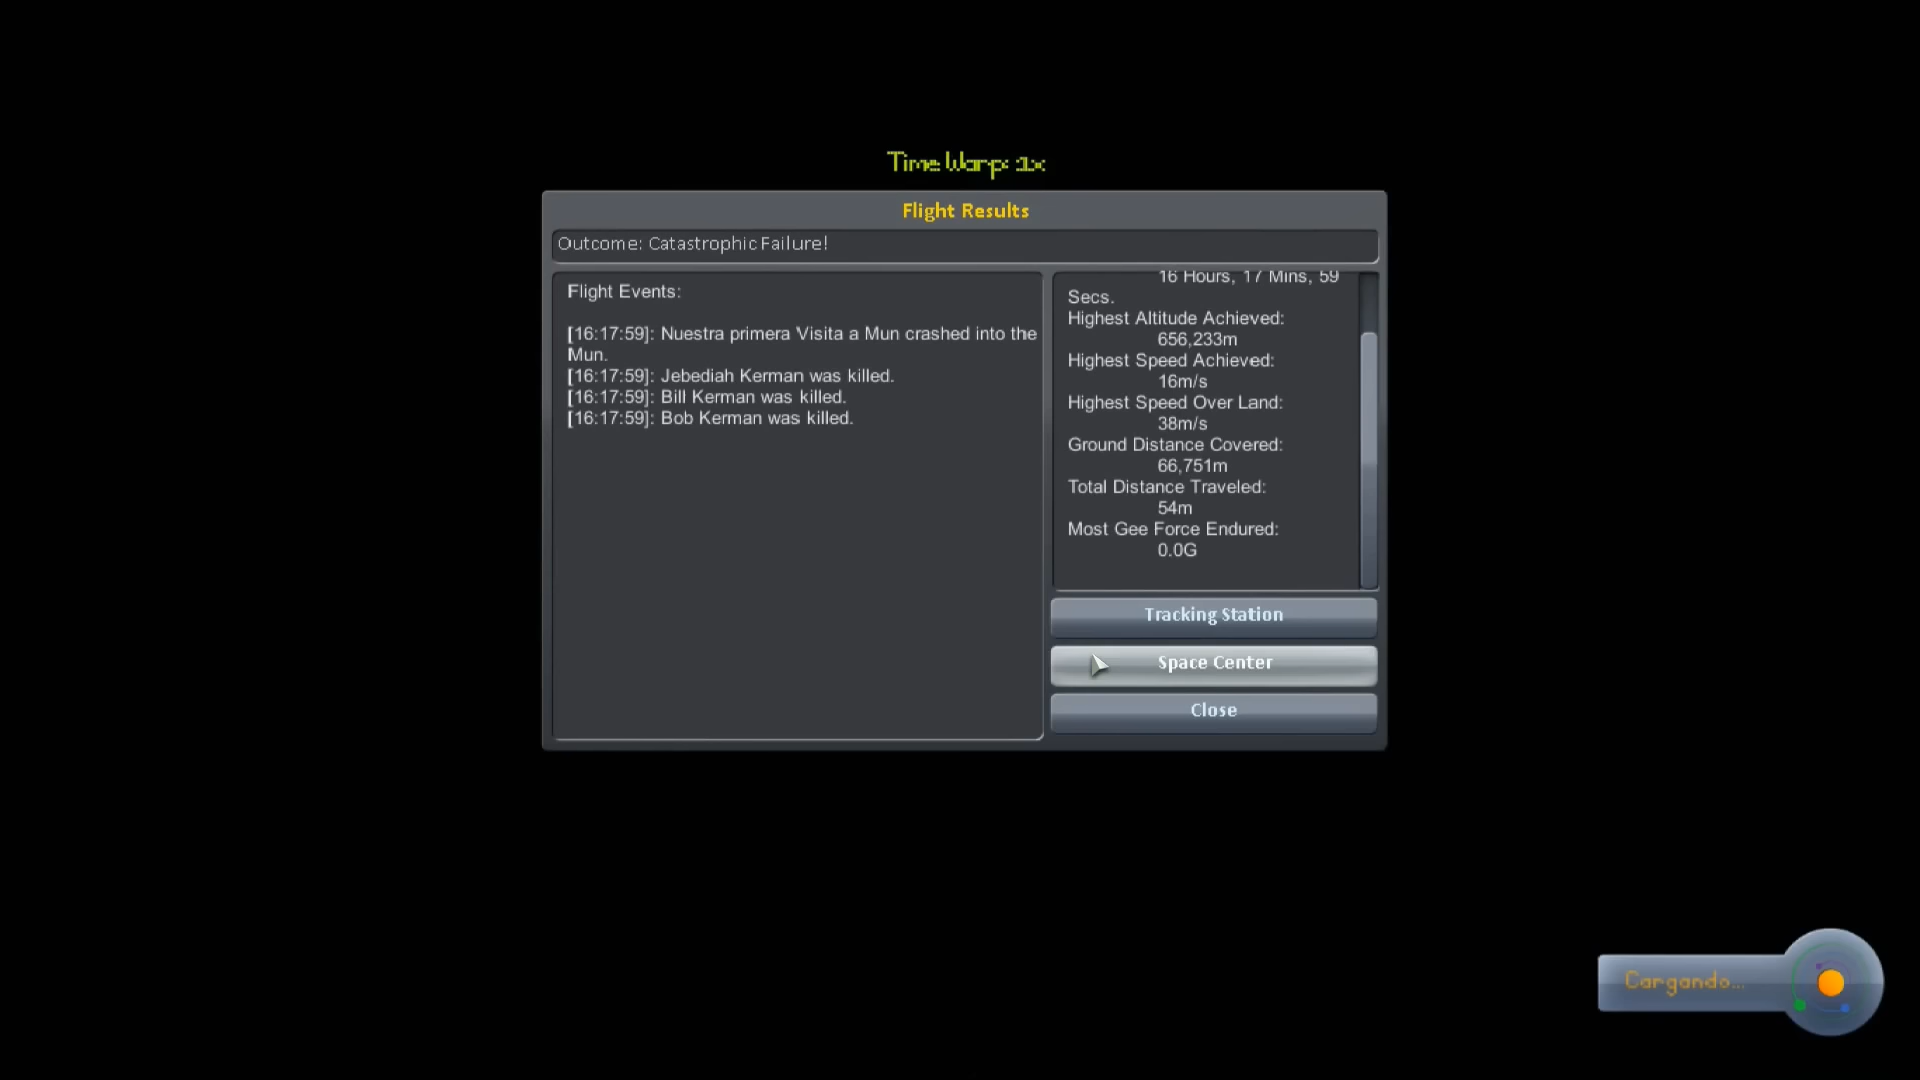 Time Warp: 1x
Flight Results
Outcome: Catastrophic Failure!
Flight Events:
[16:17:59]: Nuestra primera Visita a Mun crashed into the
Mun.
[16:17:59]: Jebediah Kerman was killed.
[16:17:59]: Bill Kerman was killed.
[16:17:59]: Bob Kerman was killed.
16 Hours, 17 Mins, 59
Secs.
Highest Altitude Achieved:
656,233m
Highest Speed Achieved:
16m/s
Highest Speed Over Land:
38m/s
Ground Distance Covered:
66,751m
Total Distance Traveled:
54m
Most Gee Force Endured:
0.0G
Tracking Station
Space Center
Close
Cargando...